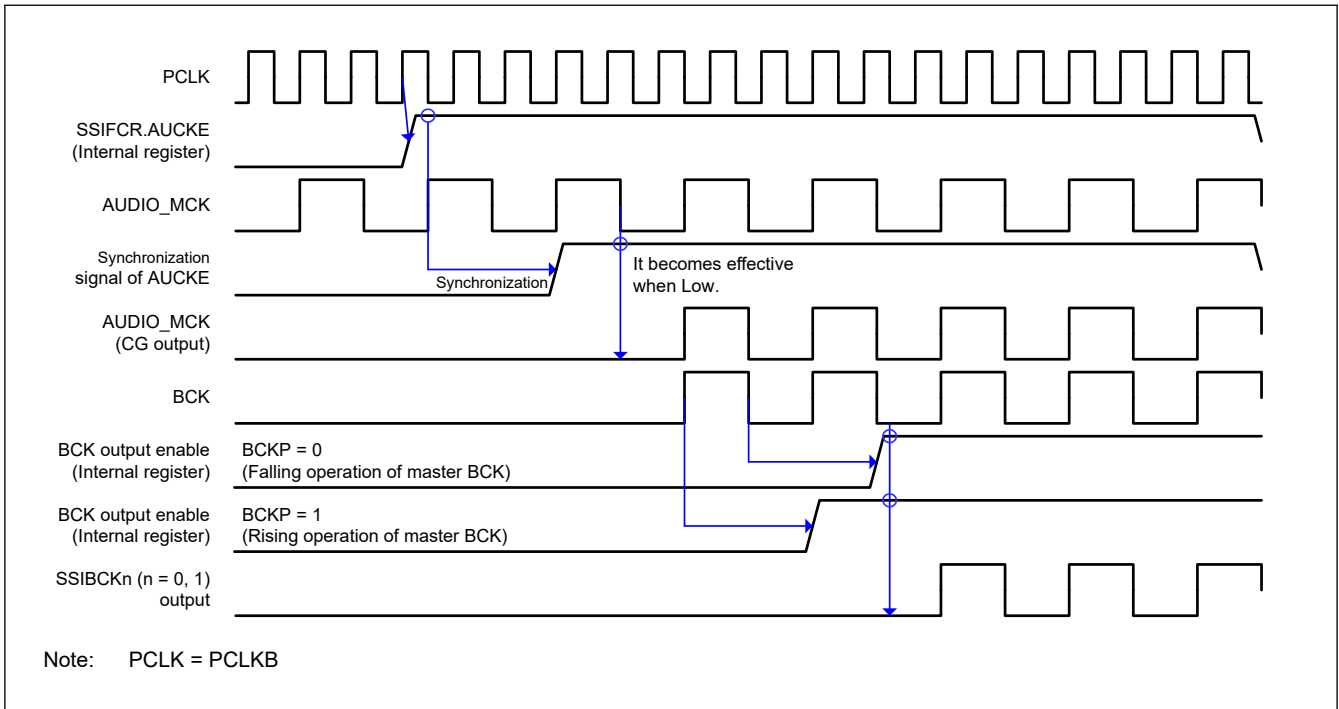 PCLK
SSIFCR.AUCKE
(Internal register)
AUDIO_MCK
Synchronization
signal of AUCKE
Synchronization
It becomes effective
when Low.
AUDIO_MCK
(CG output)
BCK
BCK output enable
(Internal register)
BCKP = 0
(Falling operation of master BCK)
BCK output enable
(Internal register)
BCKP = 1
(Rising operation of master BCK)
SSIBCKn (n = 0, 1)
output
Note: PCLK = PCLKB